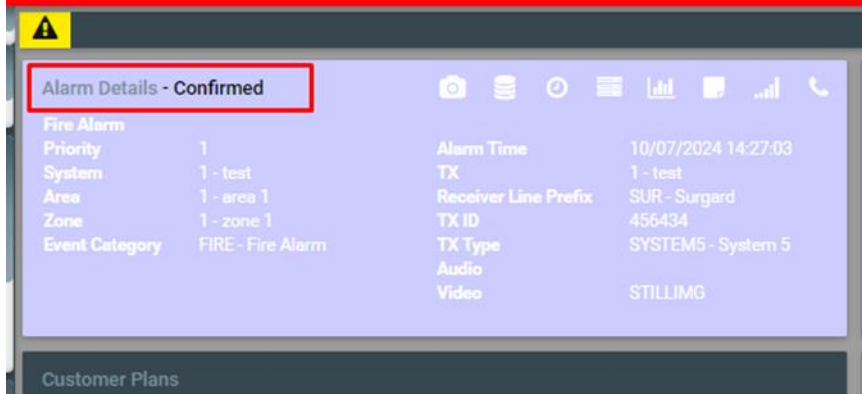 Alarm Details - Confirmed
Fire Alarm
Priority 1 Alarm Time 10/07/2024 14:27:03
System 1 - test TX 1 - test
Area 1 - area 1 Receiver Line Prefix SUR - Surgard
Zone 1 - zone 1 TX ID 456434
Event Category FIRE - Fire Alarm TX Type SYSTEM5 - System 5
Audio
Video STILLIMG
Customer Plans